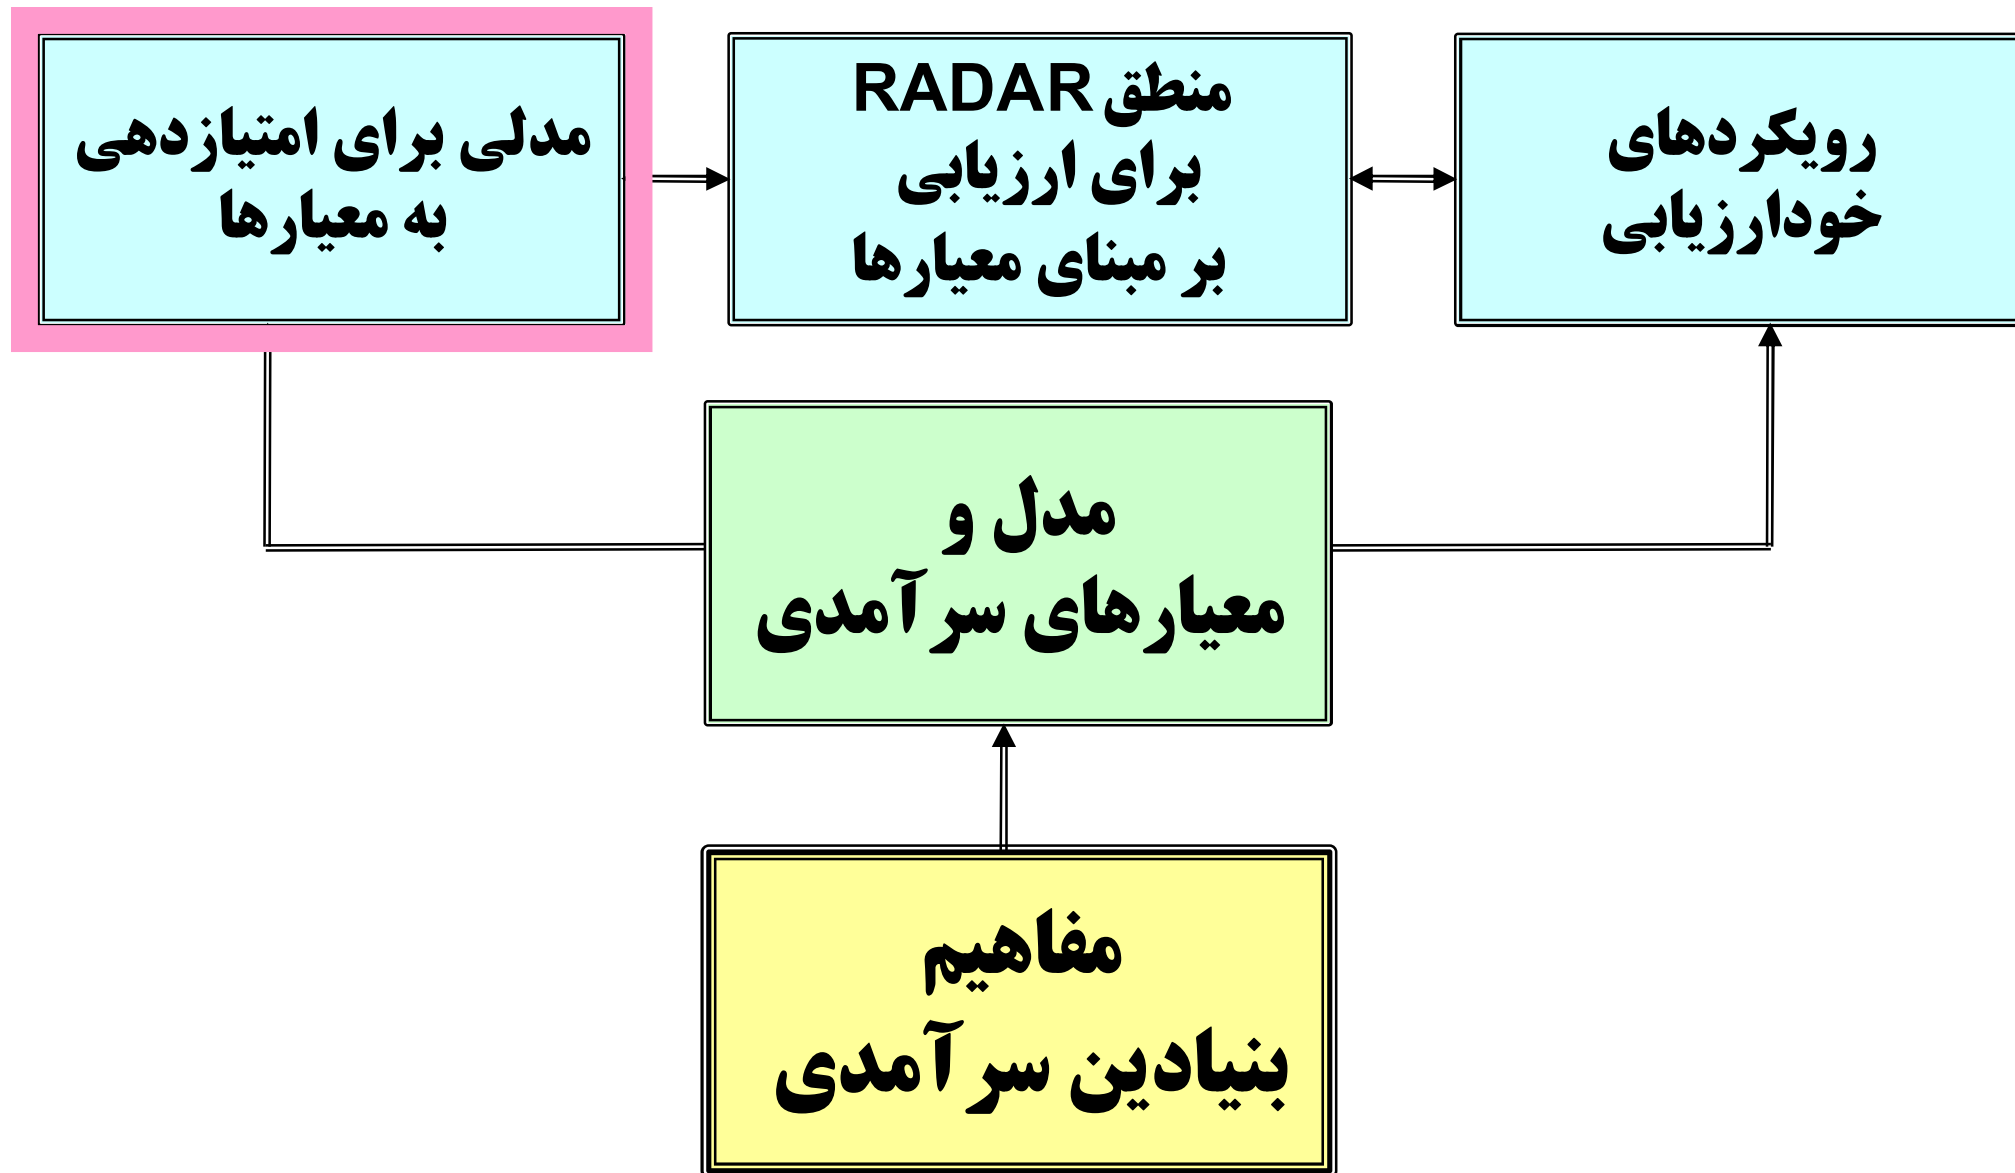 رویکردهای
خودارزیابی
منطق RADAR
برای ارزیابی
بر مبنای معیارها
مدلی برای امتیازدهی
به معیارها
مدل و
معیارهای سرآمدی
مفاهیم
بنیادین سرآمدی